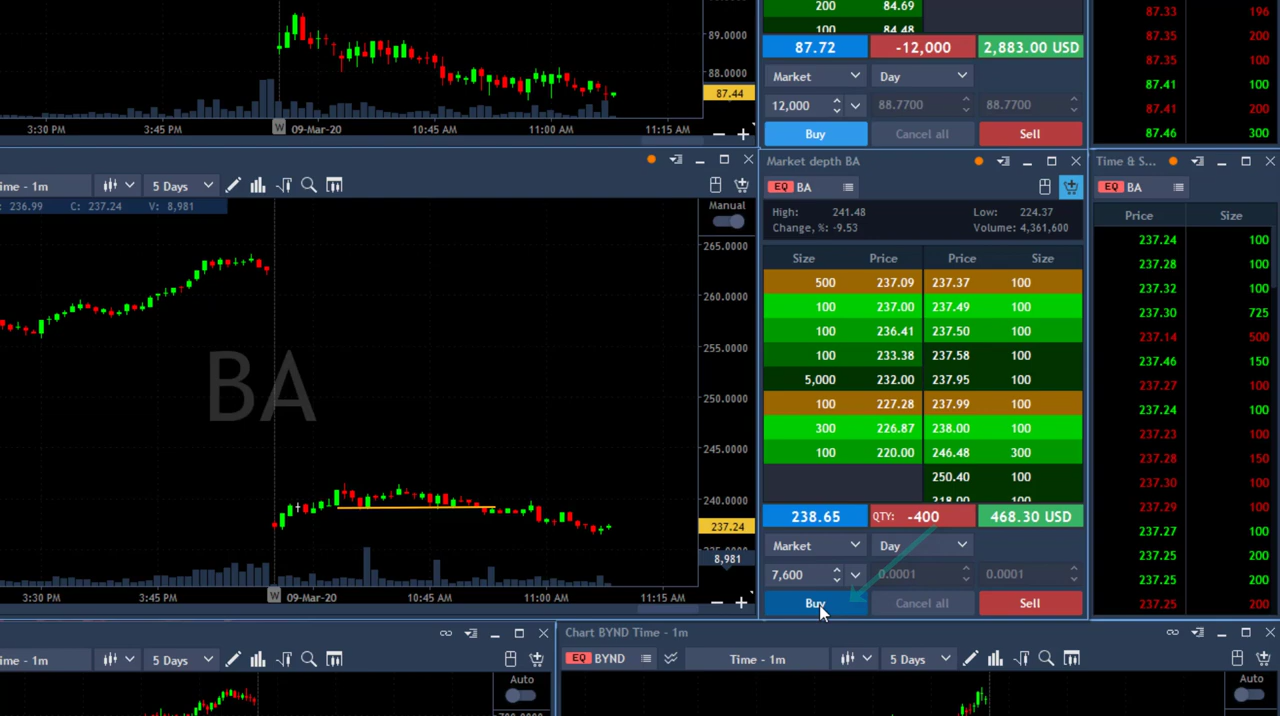 89.0000
88.0000
87.44
3:30 PM 3:45 PM W 09-Mar-20 10:45 AM 11:00 AM 11:15 AM
200 84.69
100 84.48
87.72 -12,000 2,883.00 USD
Market Day
12,000 88.7700 88.7700
Buy Cancel all Sell
87.33 196
87.35 200
87.35 100
87.41 100
87.41 200
87.46 300
ime - 1m 5 Days
: 236.99 C: 237.24 V: 8,981
Manual
265.0000
260.0000
255.0000
250.0000
245.0000
240.0000
237.24
8,981
BA
3:30 PM 3:45 PM W 09-Mar-20 10:45 AM 11:00 AM 11:15 AM
Market depth BA
EQ BA
High: 241.48 Low: 224.37
Change, %: -9.53 Volume: 4,361,600
Size Price Price Size
500 237.09 237.37 100
100 237.00 237.49 100
100 236.41 237.50 100
100 233.38 237.58 100
5,000 232.00 237.95 100
100 227.28 237.99 100
300 226.87 238.00 100
100 220.00 246.48 300
250.40 100
100
238.65 QTY: -400 468.30 USD
Market Day
7,600 0.0001 0.0001
Buy Cancel all Sell
Time & S...
EQ BA
Price Size
237.24 100
237.28 100
237.32 100
237.30 725
237.14 500
237.46 150
237.27 100
237.24 100
237.23 100
237.28 150
237.30 100
237.29 100
237.27 100
237.25 200
237.25 200
237.25 200
ime - 1m 5 Days
Auto
Chart BYND Time - 1m
EQ BYND Time - 1m 5 Days
Auto